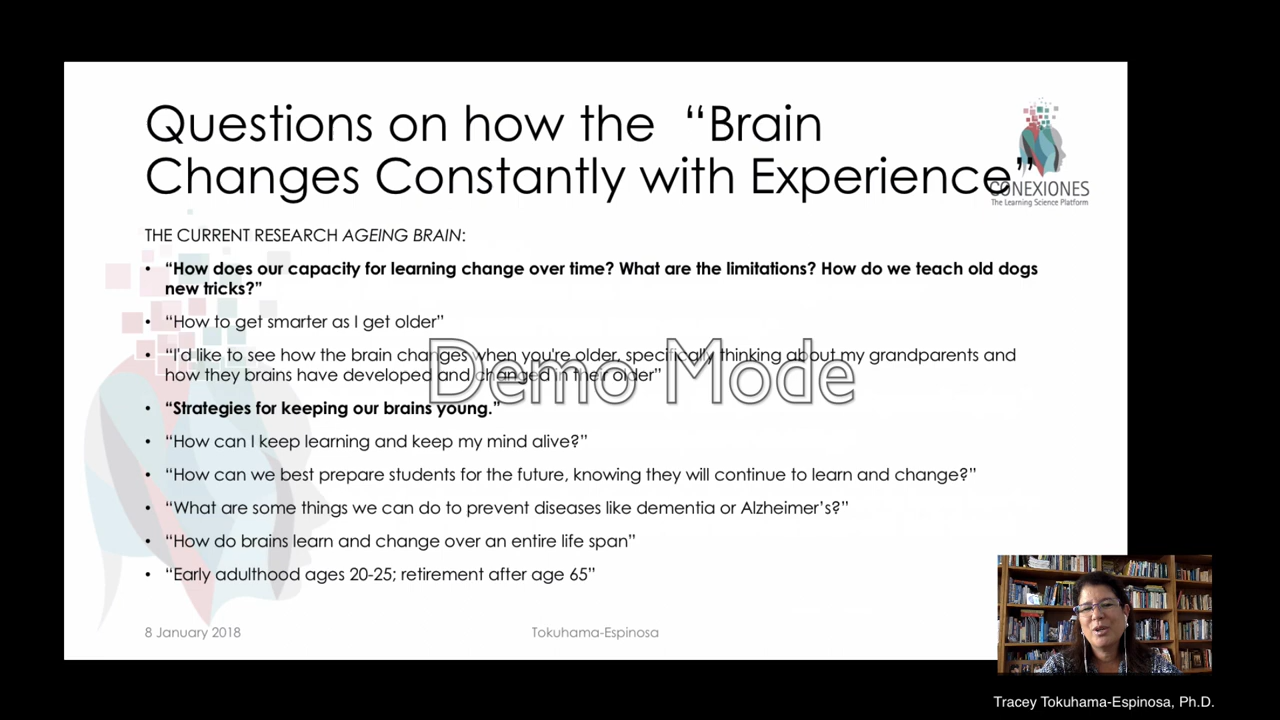 Questions on how the “Brain
Changes Constantly with Experience”
CONEXIONES
The Learning Science Platform
THE CURRENT RESEARCH AGEING BRAIN:
• “How does our capacity for learning change over time? What are the limitations? How do we teach old dogs
new tricks?”
• “How to get smarter as I get older”
• “I'd like to see how the brain changes when you're older, specifically thinking about my grandparents and
how they brains have developed and changed in their older”
Demo Mode
• “Strategies for keeping our brains young.”
• “How can I keep learning and keep my mind alive?”
• “How can we best prepare students for the future, knowing they will continue to learn and change?”
• “What are some things we can do to prevent diseases like dementia or Alzheimer’s?”
• “How do brains learn and change over an entire life span”
• “Early adulthood ages 20-25; retirement after age 65”
8 January 2018
Tokuhama-Espinosa
Tracey Tokuhama-Espinosa, Ph.D.